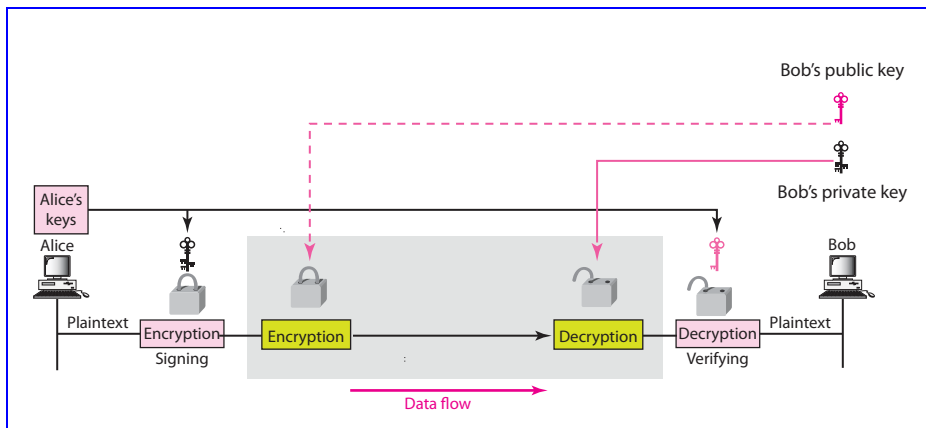 Bob's public key
Bob's private key
Alice's
keys
Alice
Bob
Plaintext
Encryption
Encryption
Decryption
Decryption
Plaintext
Signing
Verifying
Data flow